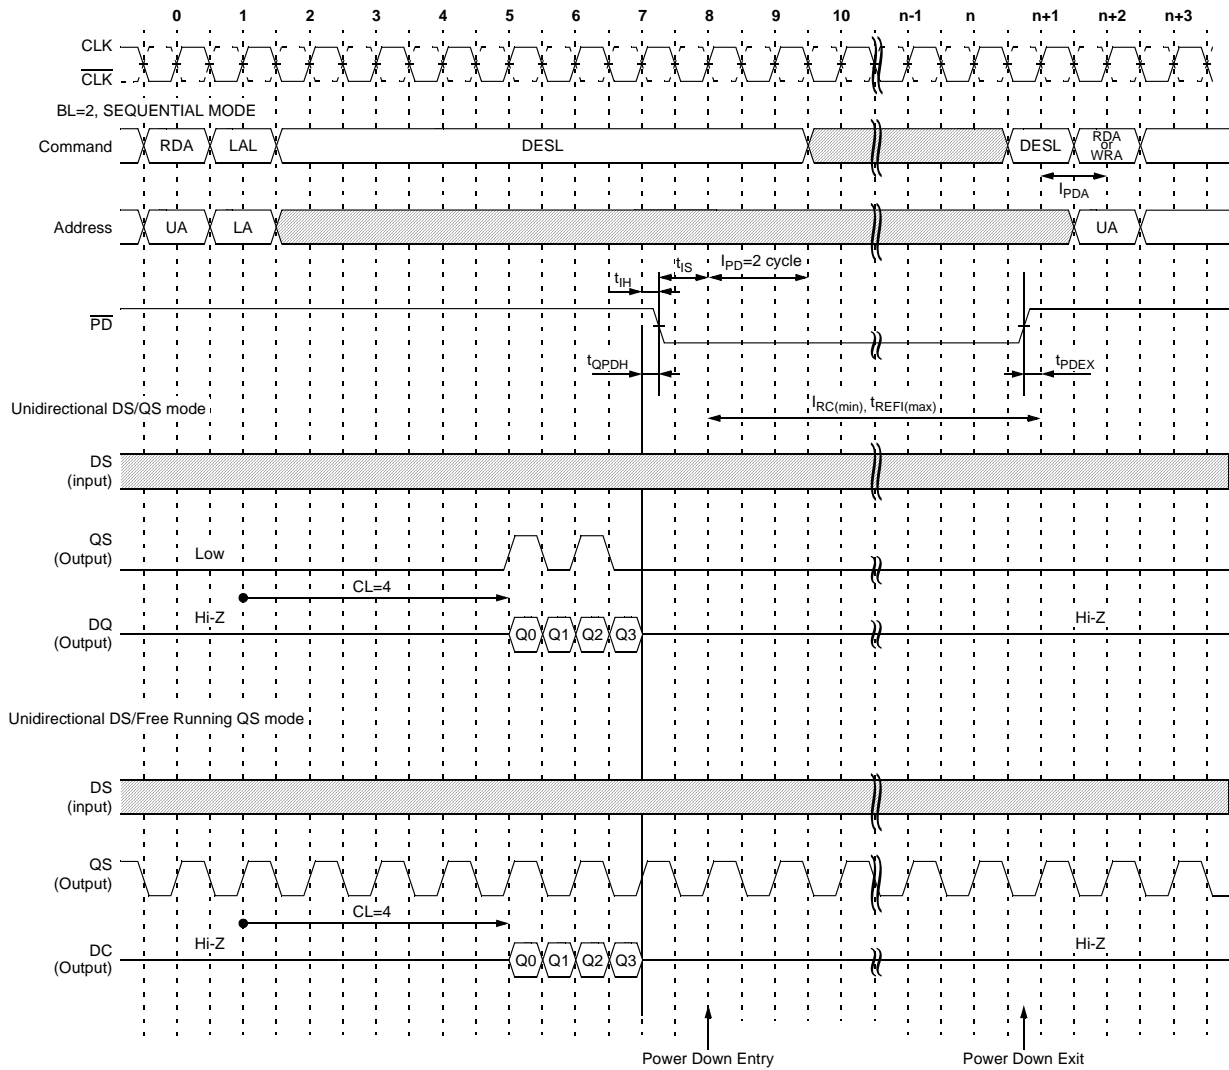 0 1 2 3 4 5 6 7 8 9 10 n-1 n n+1 n+2 n+3
CLK
CLK
BL=2, SEQUENTIAL MODE
Command RDA LAL DESL DESL RDA or WRA
IPDA
Address UA LA UA
tIS IPD=2 cycle
tIH
PD
tQPDH tPDEX
Unidirectional DS/QS mode
IRC(min), tREFI(max)
DS
(input)
QS
(Output)
Low
CL=4
DQ
(Output)
Hi-Z Q0 Q1 Q2 Q3 Hi-Z
Unidirectional DS/Free Running QS mode
DS
(input)
QS
(Output)
CL=4
DC
(Output)
Hi-Z Q0 Q1 Q2 Q3 Hi-Z
Power Down Entry Power Down Exit